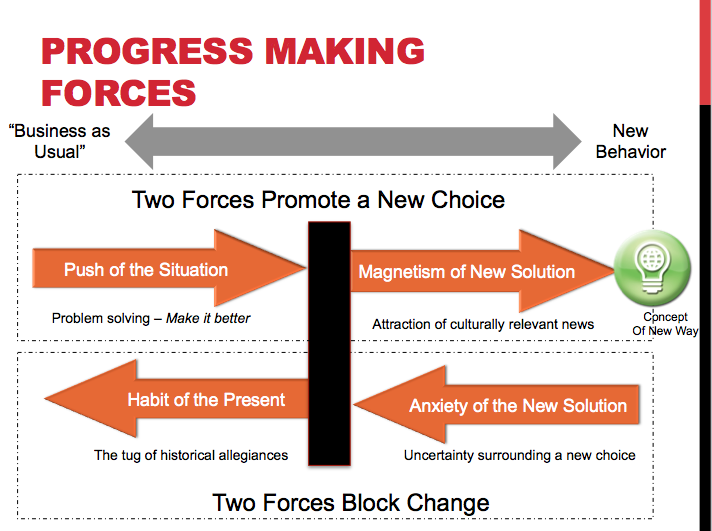 PROGRESS MAKING
FORCES
“Business as
Usual”
New
Behavior
Two Forces Promote a New Choice
Push of the Situation
Magnetism of New Solution
Problem solving – Make it better
Attraction of culturally relevant news
Concept
Of New Way
Habit of the Present
Anxiety of the New Solution
The tug of historical allegiances
Uncertainty surrounding a new choice
Two Forces Block Change